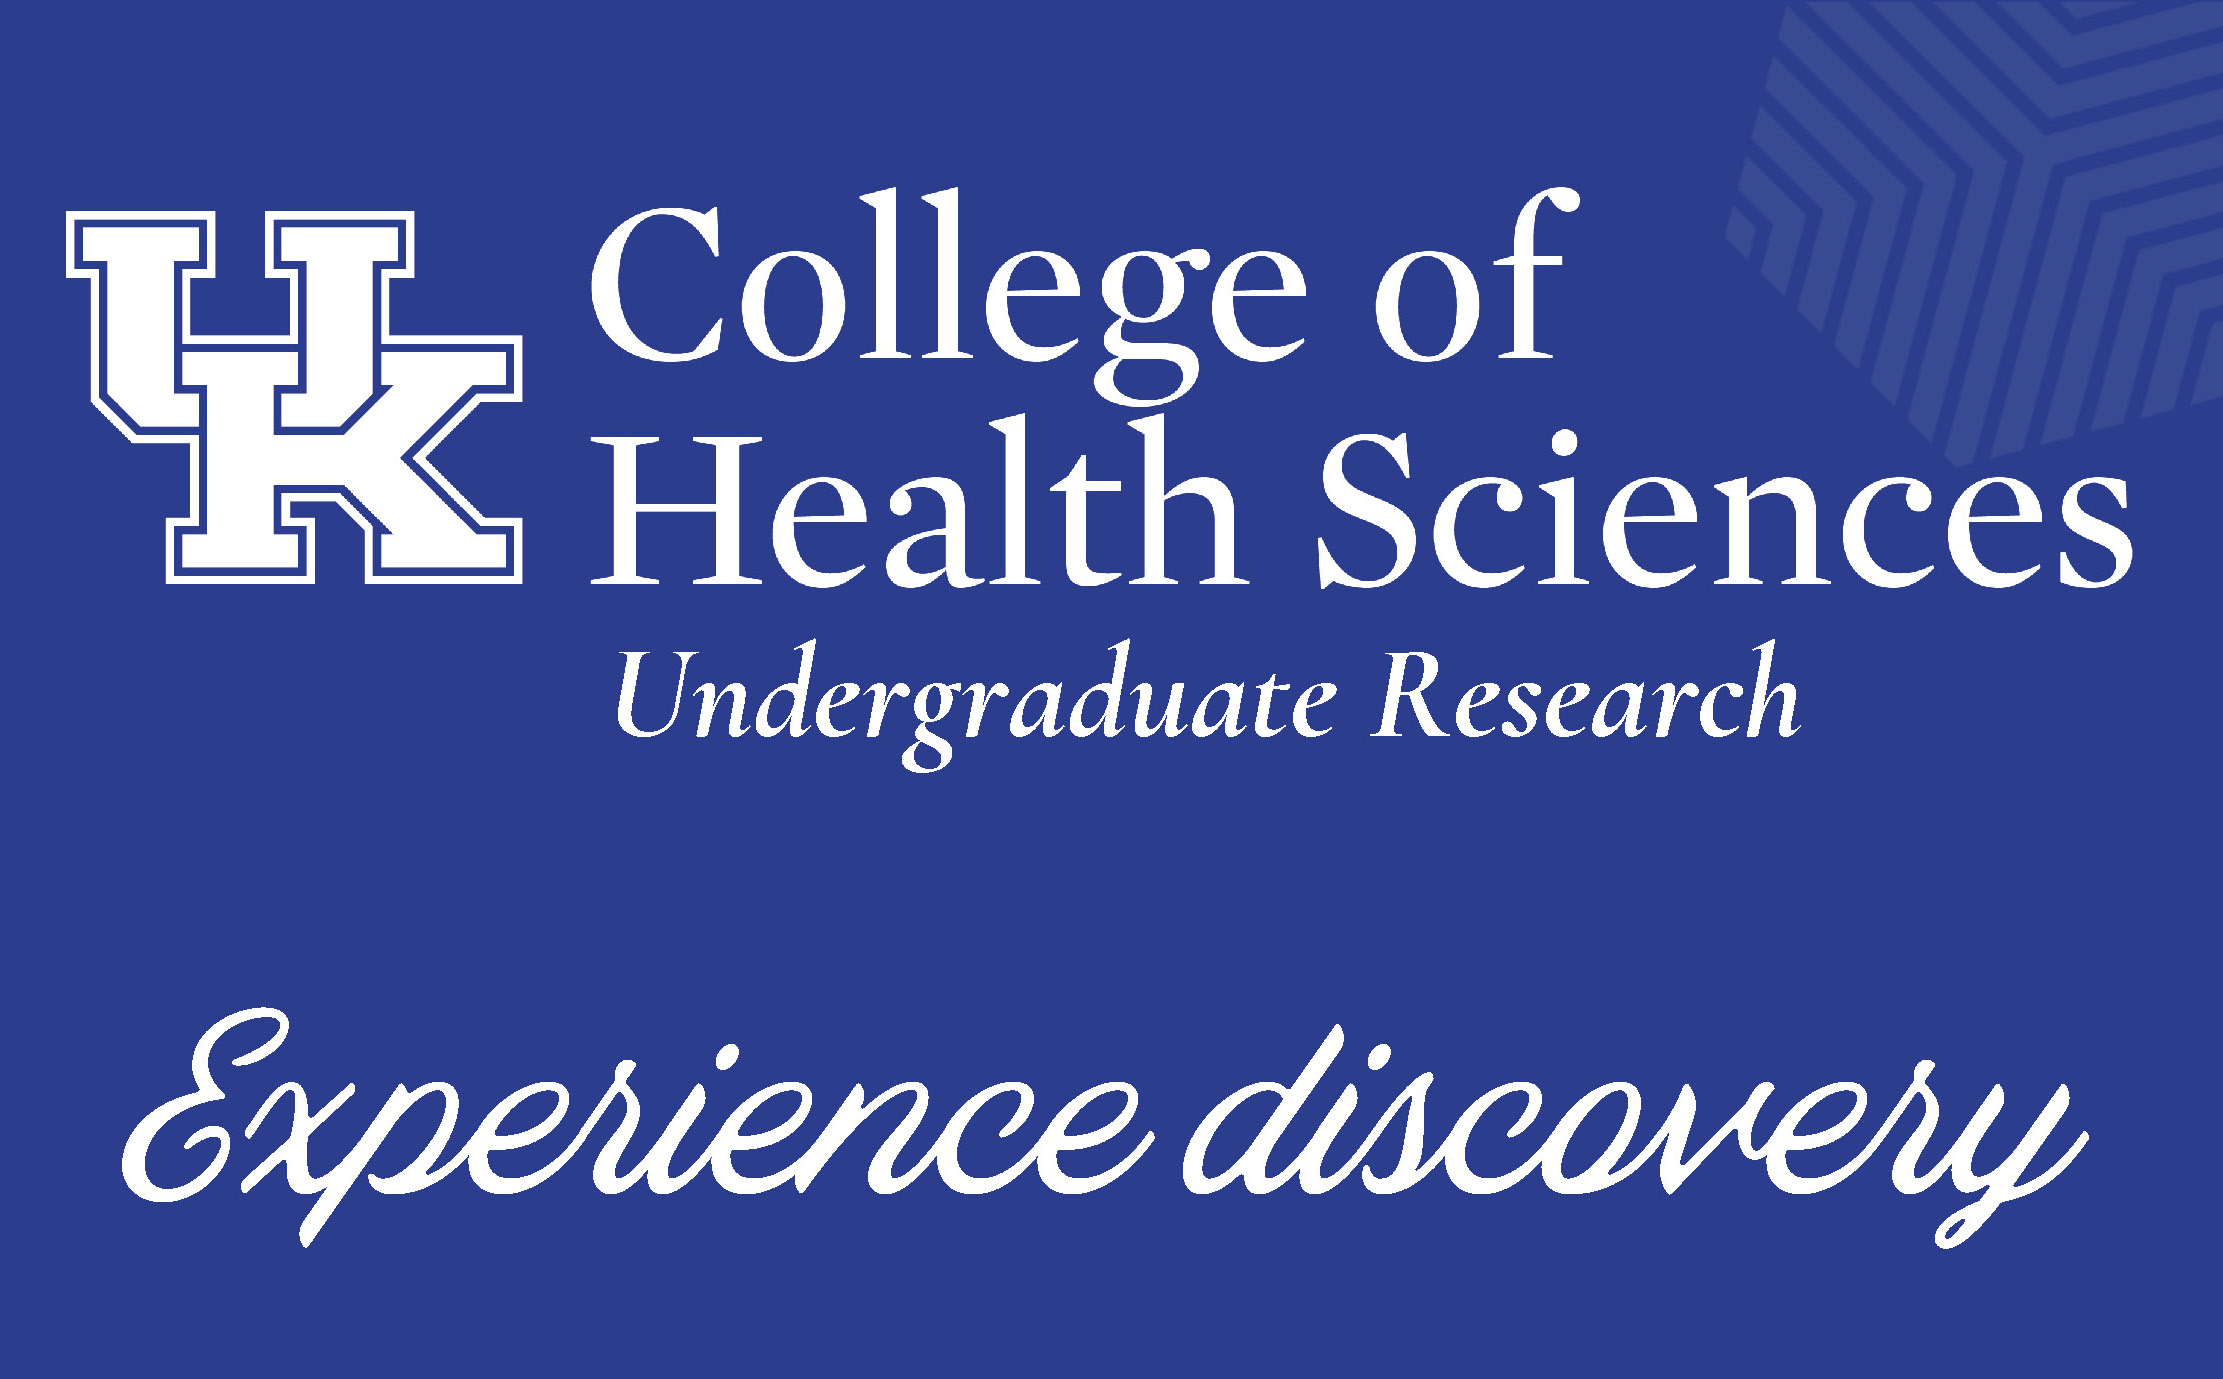 UK
College of
Health Sciences
Undergraduate Research
Experience discovery